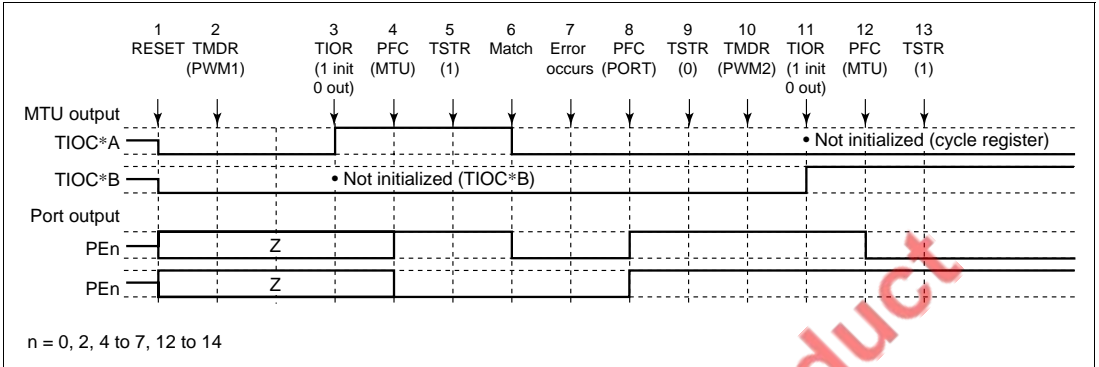 1 2 3 4 5 6 7 8 9 10 11 12 13
RESET TMDR TIOR PFC TSTR Match Error PFC TSTR TMDR TIOR PFC TSTR
(PWM1) (1 init (MTU) (1) occurs (PORT) (0) (PWM2) (1 init (MTU) (1)
0 out) 0 out)
MTU output
TIOC*A • Not initialized (cycle register)
TIOC*B • Not initialized (TIOC*B)
Port output
PEn Z
PEn Z
n = 0, 2, 4 to 7, 12 to 14